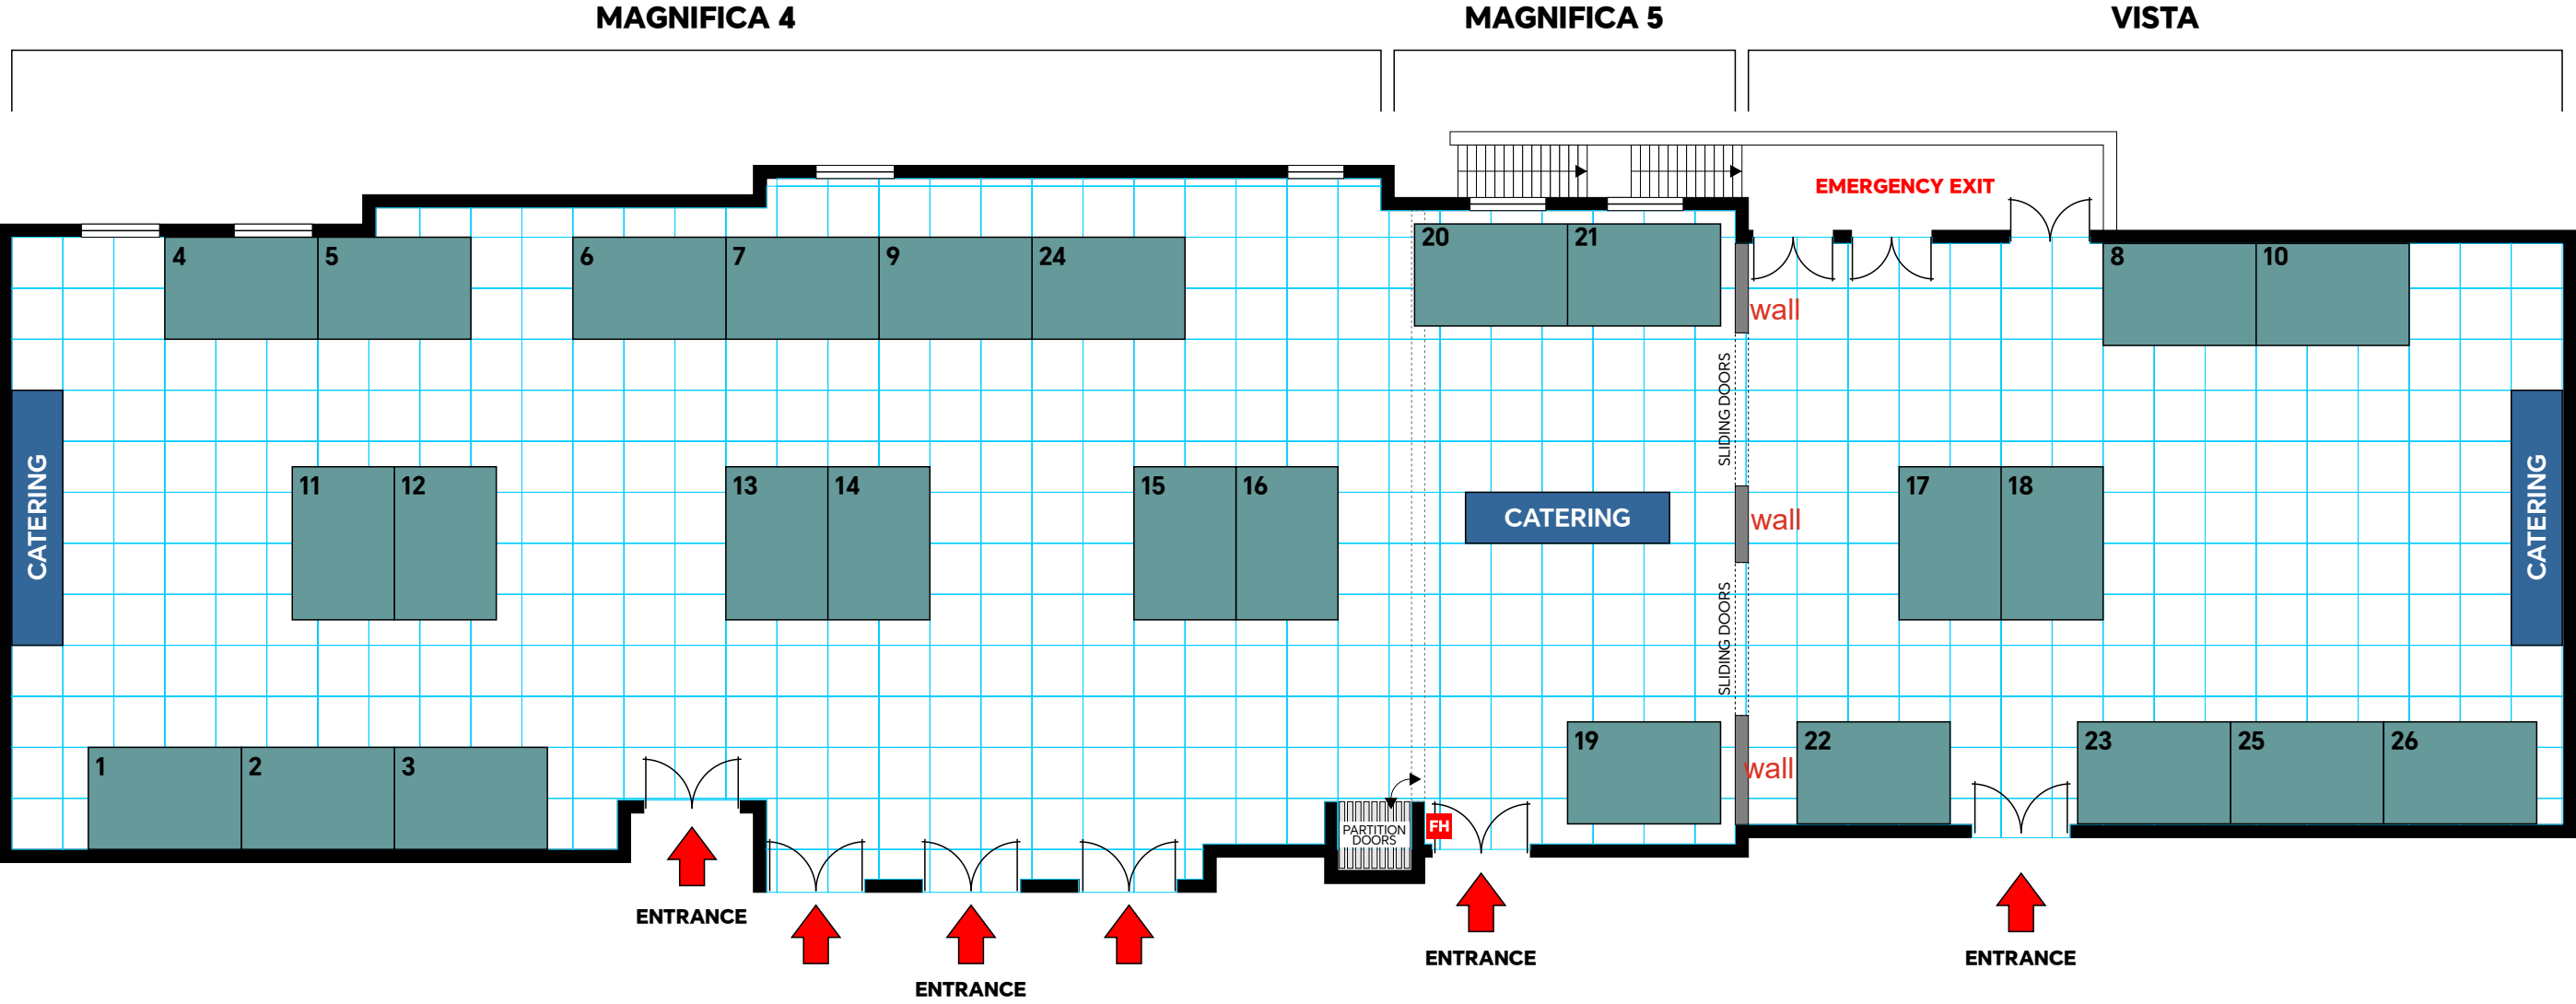 MAGNIFICA 4
MAGNIFICA 5
VISTA
EMERGENCY EXIT
4
5
6
7
9
24
20
21
8
10
wall
SLIDING DOORS
CATERING
11
12
13
14
15
16
CATERING
wall
17
18
CATERING
SLIDING DOORS
1
2
3
19
wall
22
23
25
26
PARTITION
DOORS
FH
ENTRANCE
ENTRANCE
ENTRANCE
ENTRANCE